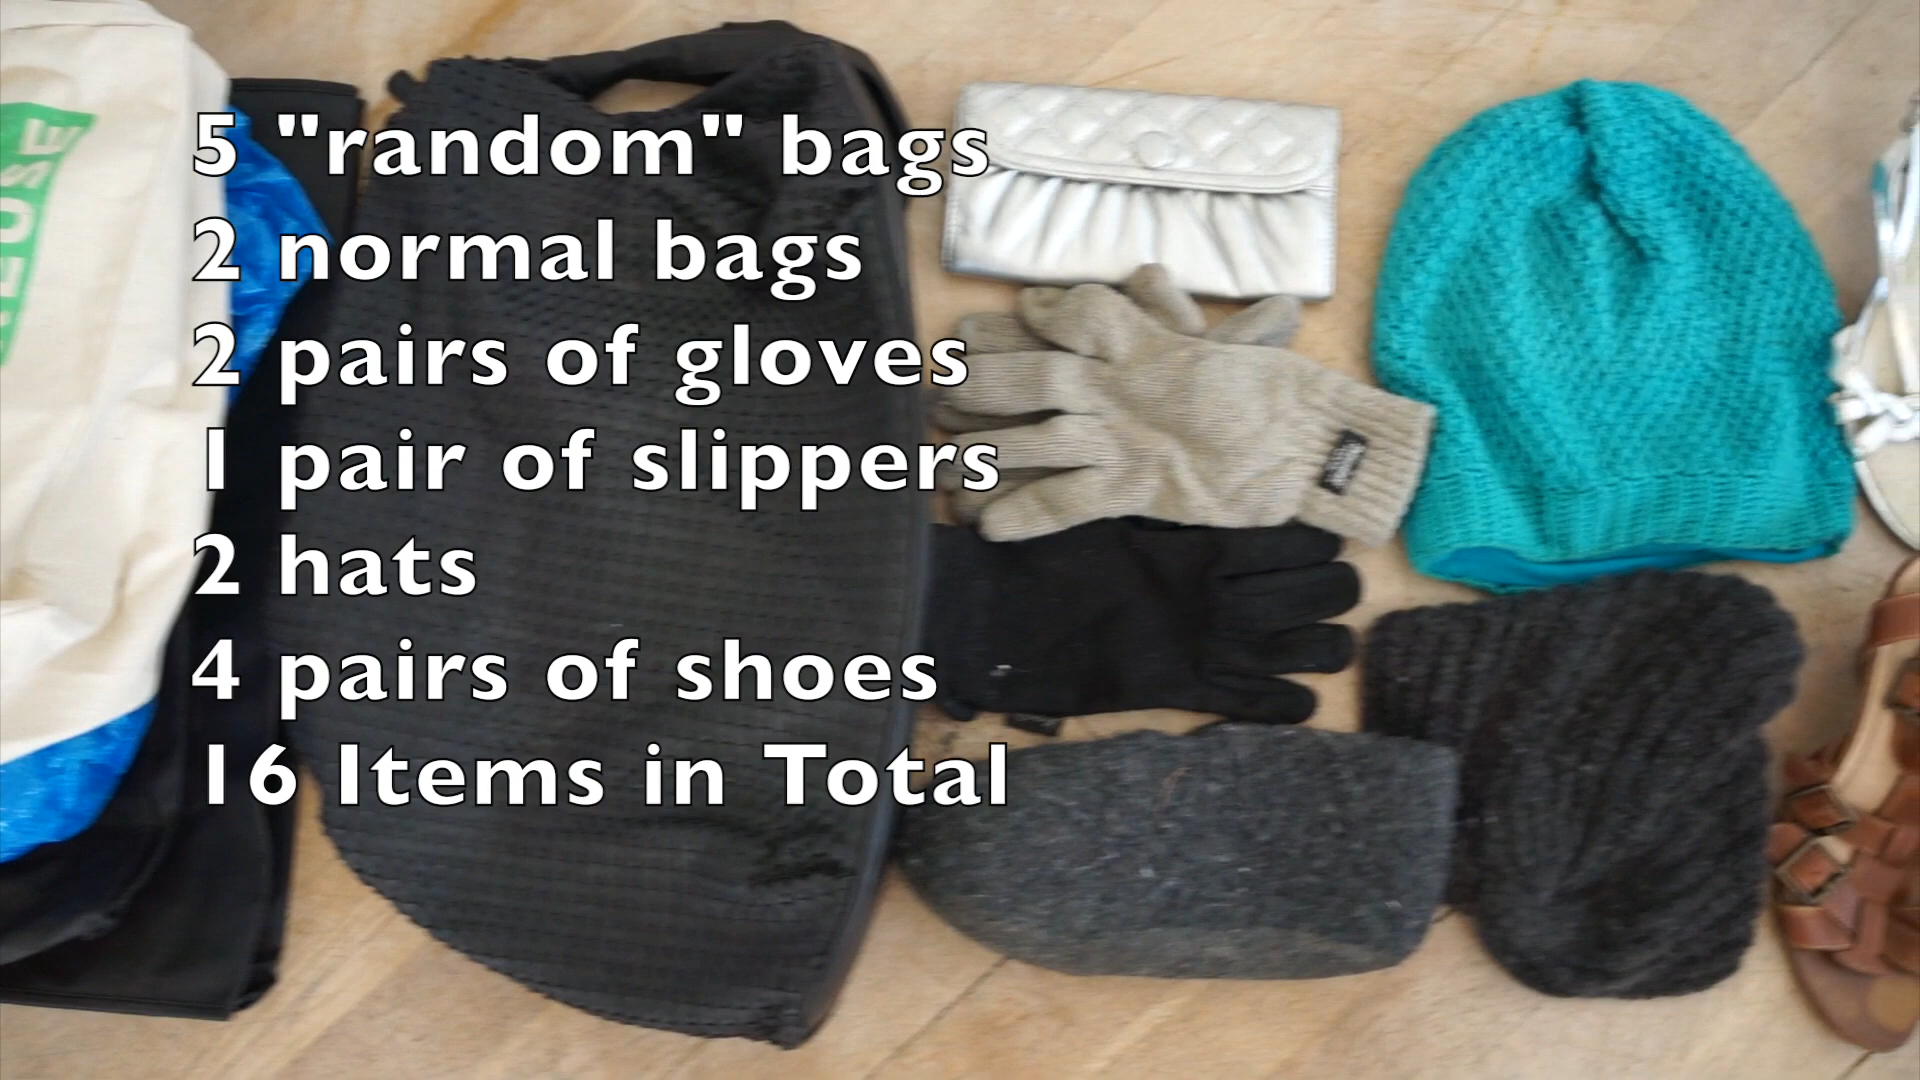 5 "random" bags
2 normal bags
2 pairs of gloves
1 pair of slippers
2 hats
4 pairs of shoes
16 Items in Total